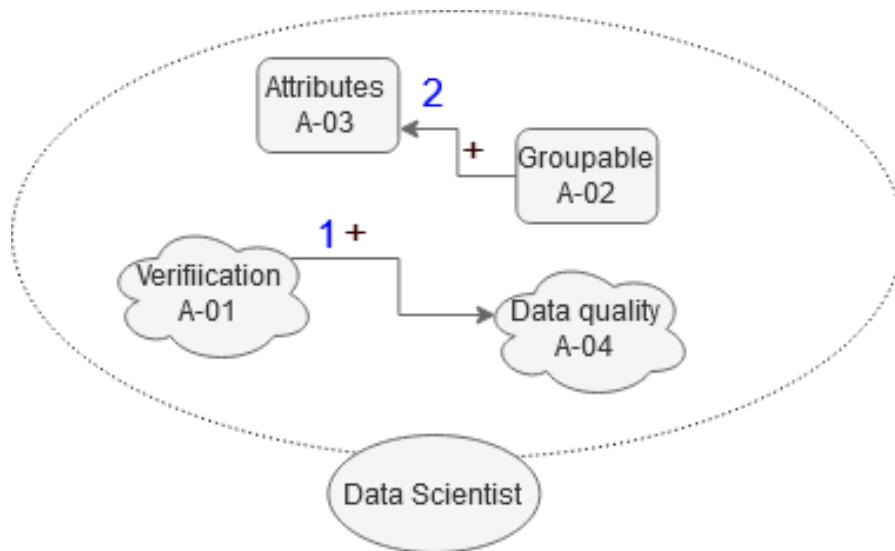 Attributes
A-03
2
+
Groupable
A-02
1 +
Verifiication
A-01
Data quality
A-04
Data Scientist